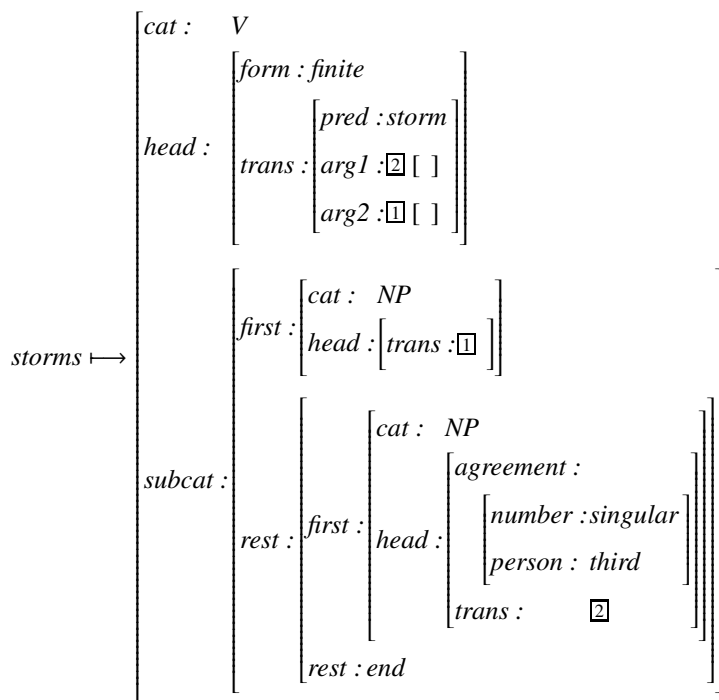 cat : V
form : finite
pred : storm
head :
trans : arg1 : 2 [ ]
arg2 : 1 [ ]
cat : NP
first :
head : trans : 1
storms ⟼
cat : NP
agreement :
subcat :
number : singular
rest : first : head :
person : third
trans : 2
rest : end